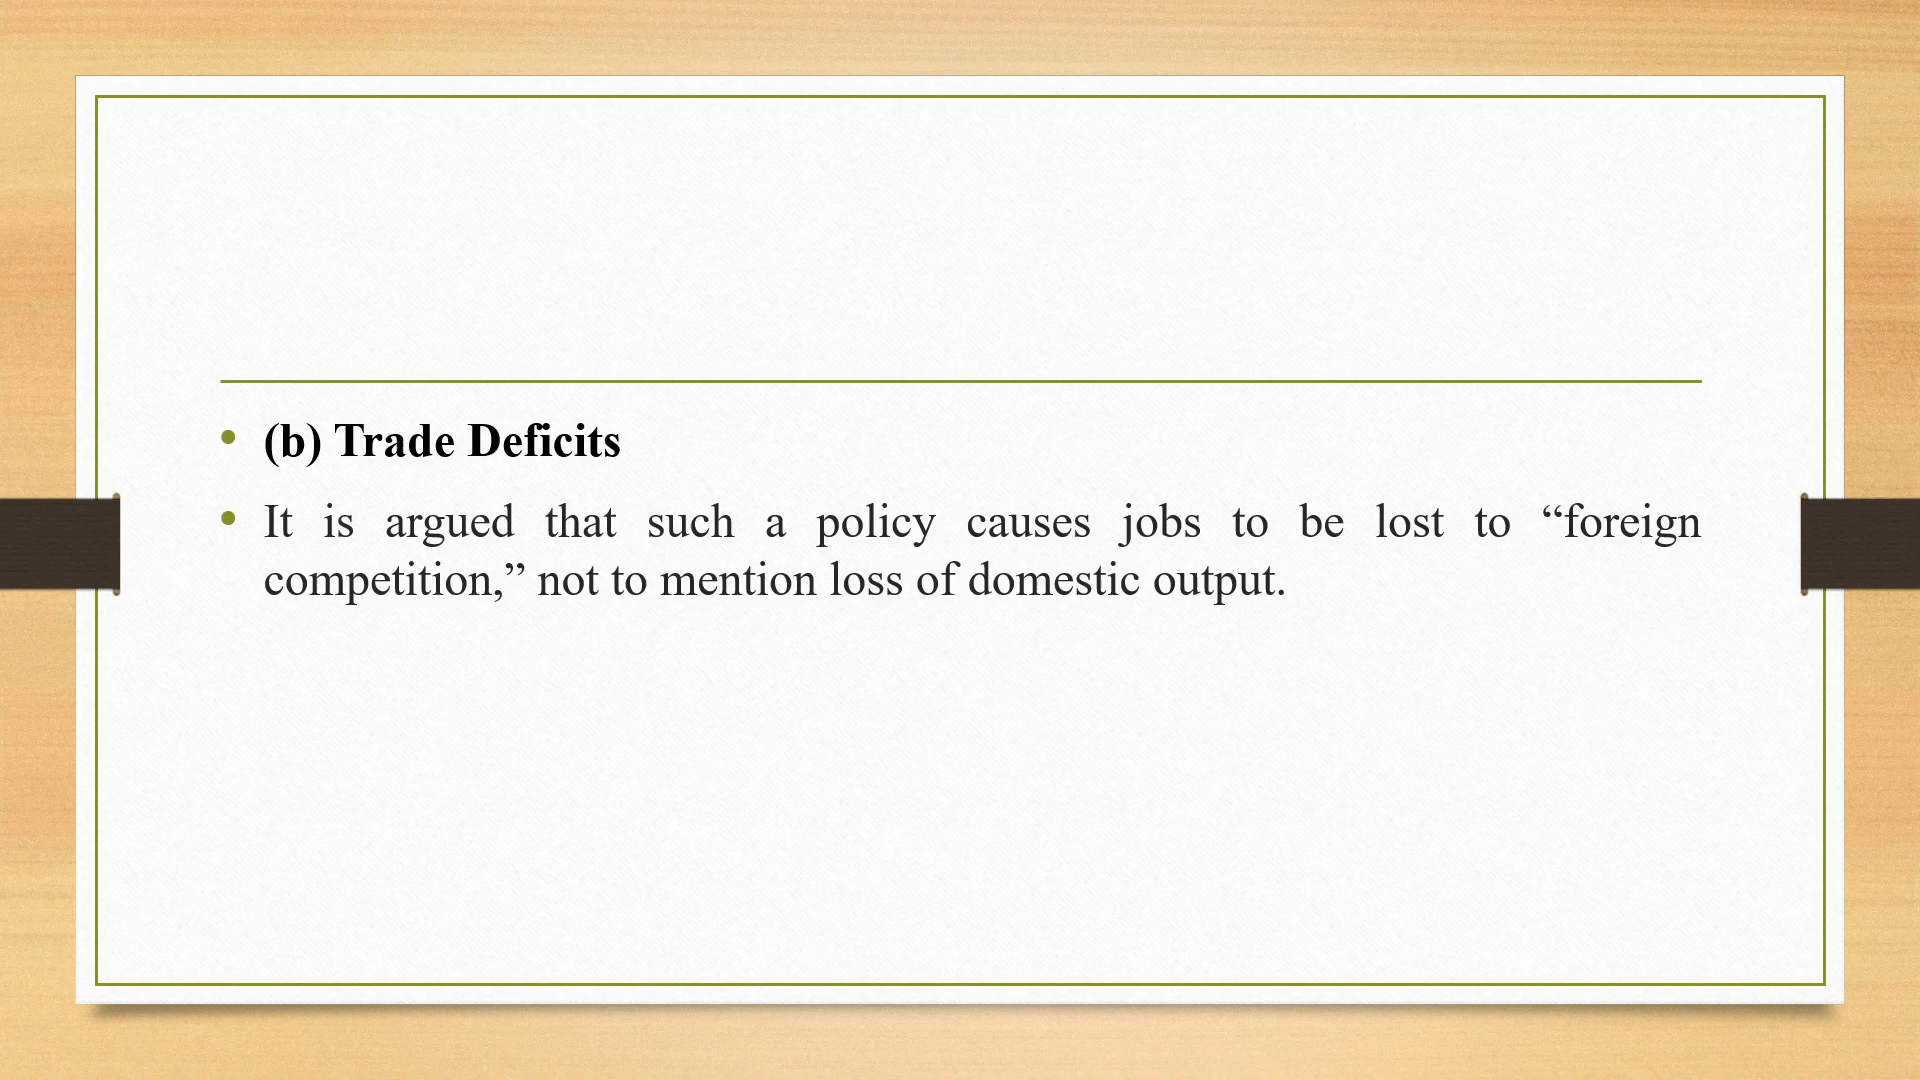 • (b) Trade Deficits
• It is argued that such a policy causes jobs to be lost to “foreign
competition,” not to mention loss of domestic output.